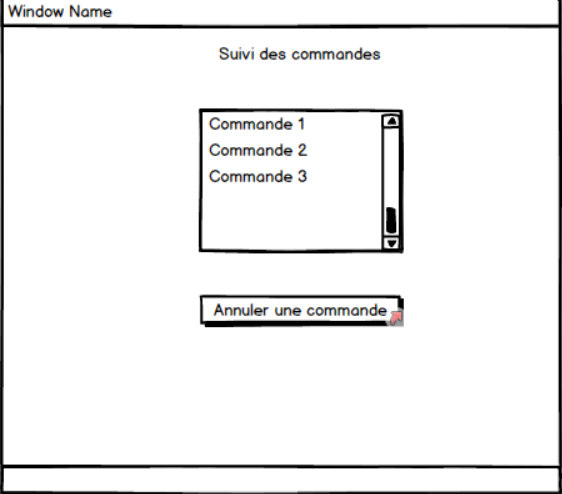 Window Name
Suivi des commandes
Commande 1
Commande 2
Commande 3
Annuler une commande